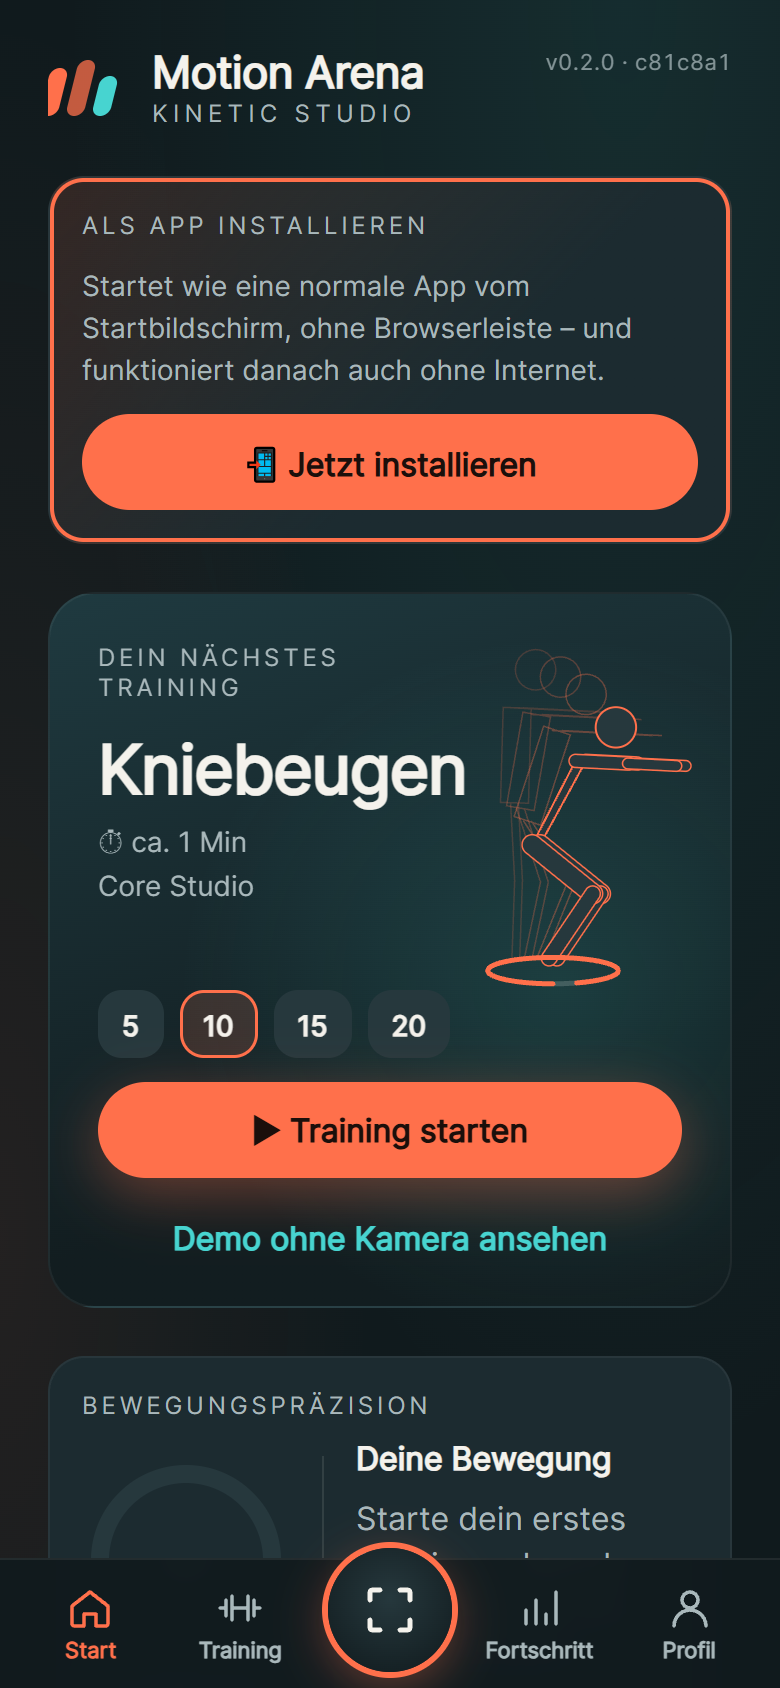 Motion Arena
KINETIC STUDIO
v0.2.0 · c81c8a1
ALS APP INSTALLIEREN
Startet wie eine normale App vom
Startbildschirm, ohne Browserleiste – und
funktioniert danach auch ohne Internet.
📲 Jetzt installieren
DEIN NÄCHSTES
TRAINING
Kniebeugen
⏱ ca. 1 Min
Core Studio
5 10 15 20
▶ Training starten
Demo ohne Kamera ansehen
BEWEGUNGSPRÄZISION
Deine Bewegung
Starte dein erstes
Start Training Fortschritt Profil